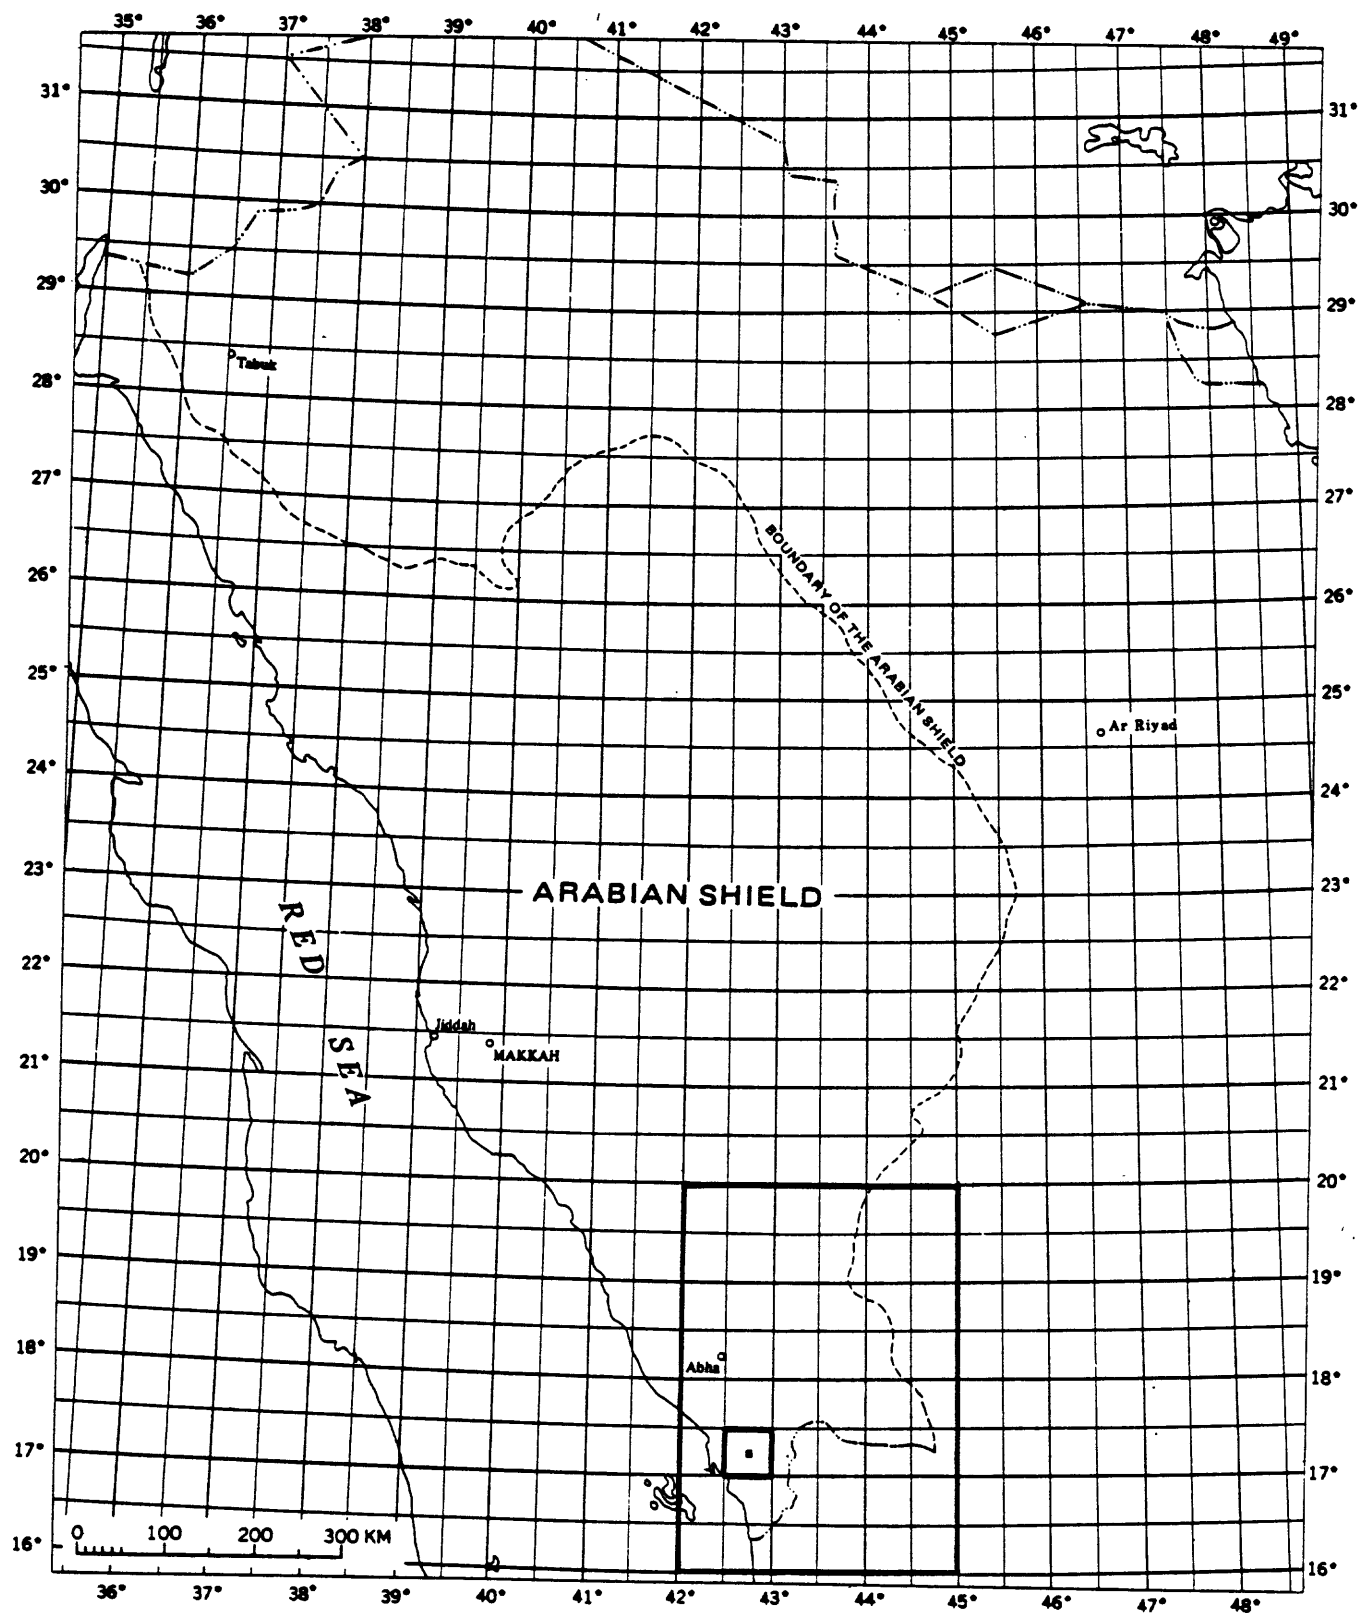 35° 36° 37° 38° 39° 40° 41° 42° 43° 44° 45° 46° 47° 48° 49°
31° 31°
30° 30°
29° 29°
Tabuk
28° 28°
27° 27°
BOUNDARY OF THE ARABIAN SHIELD
26° 26°
25° 25°
Ar Riyad
24° 24°
23° ARABIAN SHIELD 23°
RED
22° 22°
Jiddah
SEA
MAKKAH
21° 21°
20° 20°
19° 19°
18° 18°
Abha
17° 17°
0 100 200 300 KM
16° 16°
36° 37° 38° 39° 40° 41° 42° 43° 44° 45° 46° 47° 48°